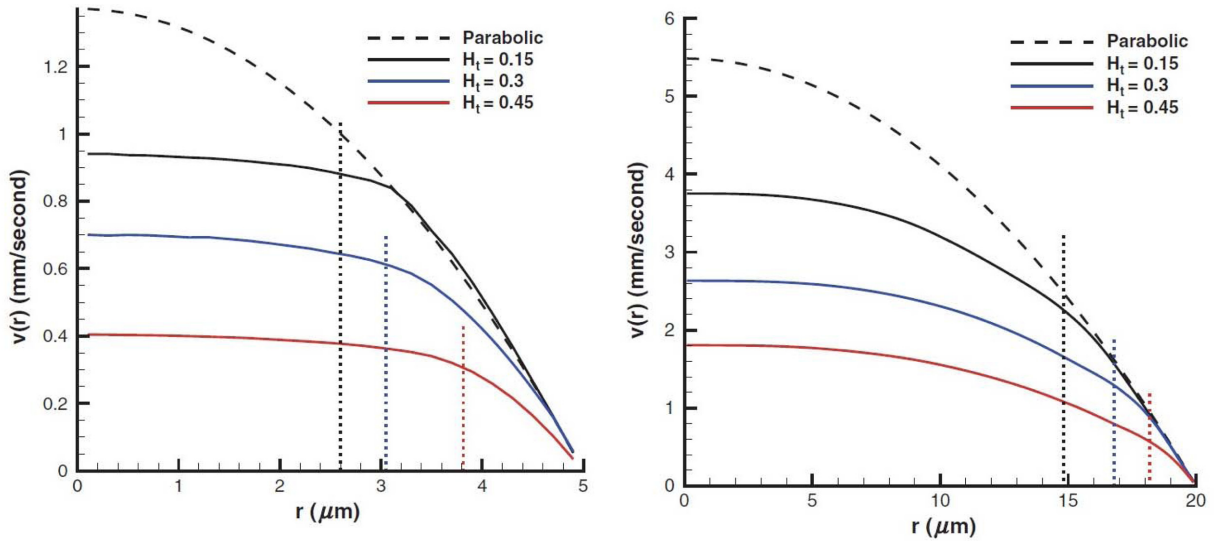 Parabolic
Hₜ = 0.15
Hₜ = 0.3
Hₜ = 0.45
1.2
1
0.8
0.6
0.4
0.2
0
v(r) (mm/second)
0 1 2 3 4 5
r (μm)
Parabolic
Hₜ = 0.15
Hₜ = 0.3
Hₜ = 0.45
6
5
4
3
2
1
0
v(r) (mm/second)
0 5 10 15 20
r (μm)